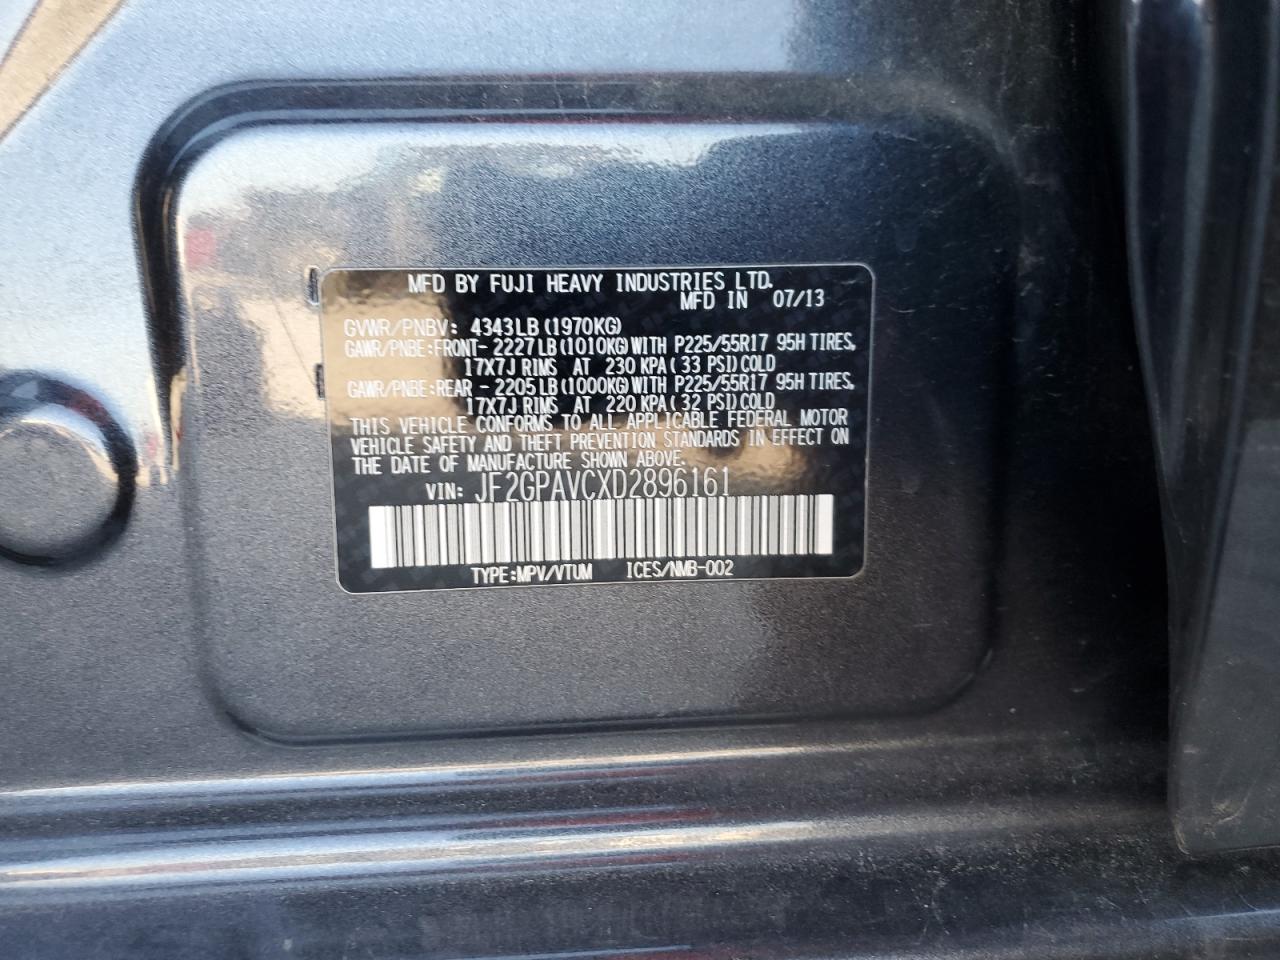 MFD BY FUJI HEAVY INDUSTRIES LTD.
MFD IN 07/13
GVWR/PNBV: 4343LB(1970KG)
GAWR/PNBE:FRONT-2227LB(1010KG)WITH P225/55R17 95H TIRES,
17X7J RIMS AT 230 KPA(33 PSI)COLD
GAWR/PNBE:REAR -2205LB(1000KG)WITH P225/55R17 95H TIRES,
17X7J RIMS AT 220 KPA(32 PSI)COLD
THIS VEHICLE CONFORMS TO ALL APPLICABLE FEDERAL MOTOR
VEHICLE SAFETY AND THEFT PREVENTION STANDARDS IN EFFECT ON
THE DATE OF MANUFACTURE SHOWN ABOVE.
VIN: JF2GPAVCXD2896161
TYPE:MPV/VTUM ICES/NMB-002